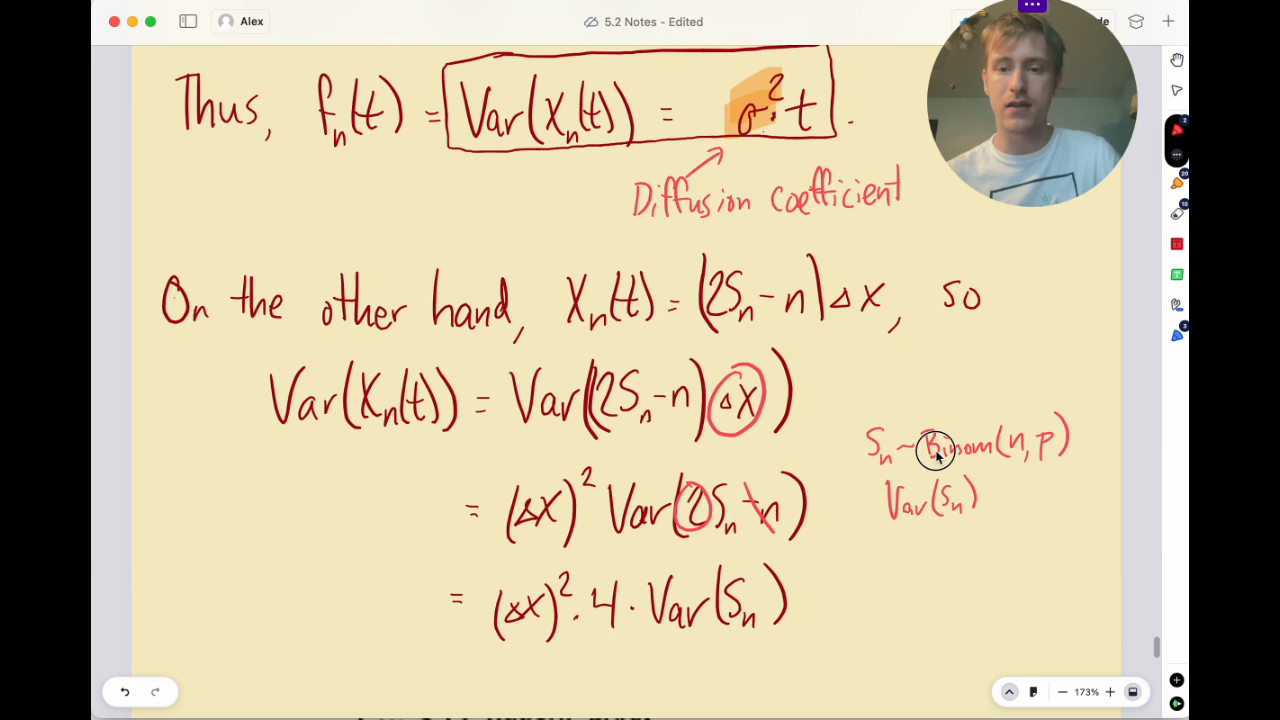 Alex
5.2 Notes - Edited
Thus, fₙ(t) = Var(Xₙ(t)) = σ²·t.
Diffusion coefficient
On the other hand, Xₙ(t) = (2Sₙ - n)ΔX, so
Var(Xₙ(t)) = Var((2Sₙ - n)ΔX)
Sₙ ~ Binom(n, p)
= (ΔX)² Var(2Sₙ - n)
Var(Sₙ)
= (ΔX)² · 4 · Var(Sₙ)
173%